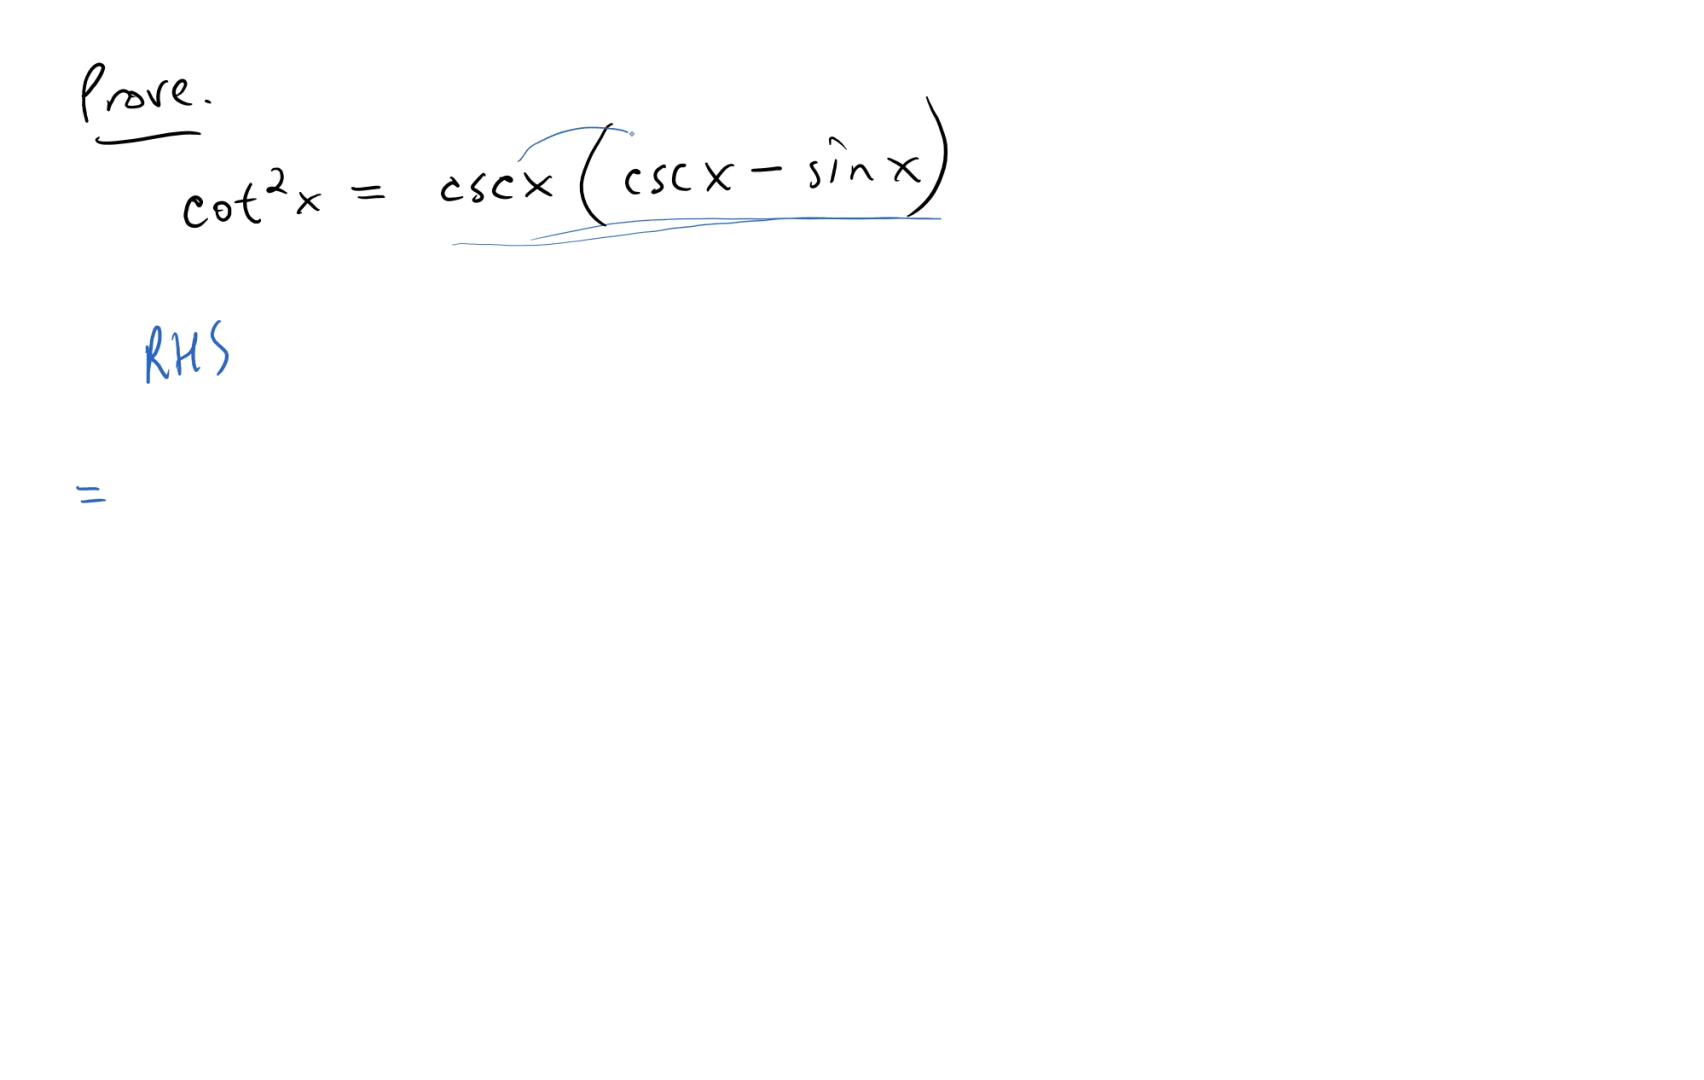 Prove.
cot²x = cscx (cscx - sinx)
RHS
=